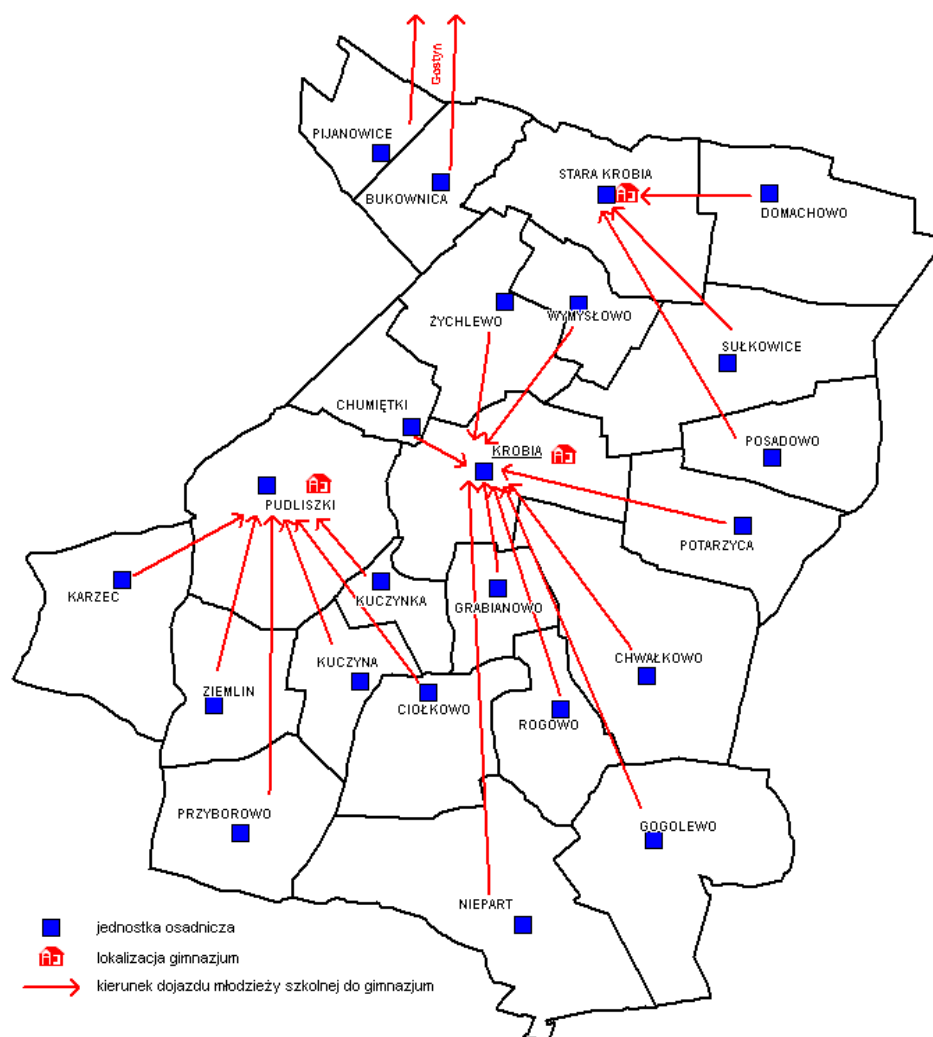 Gostyń
PIJANOWICE
BUKOWNICA
STARA KROBIA
DOMACHOWO
ŻYCHLEWO
WYMYSŁOWO
SUŁKOWICE
CHUMIĘTKI
KROBIA
POSADOWO
PUDLISZKI
POTARZYCA
KARZEC
KUCZYNKA
GRABIANOWO
KUCZYNA
CHWAŁKOWO
ZIEMLIN
CIOŁKOWO
ROGOWO
PRZYBOROWO
GOGOLEWO
NIEPART
jednostka osadnicza
lokalizacja gimnazjum
kierunek dojazdu młodzieży szkolnej do gimnazjum